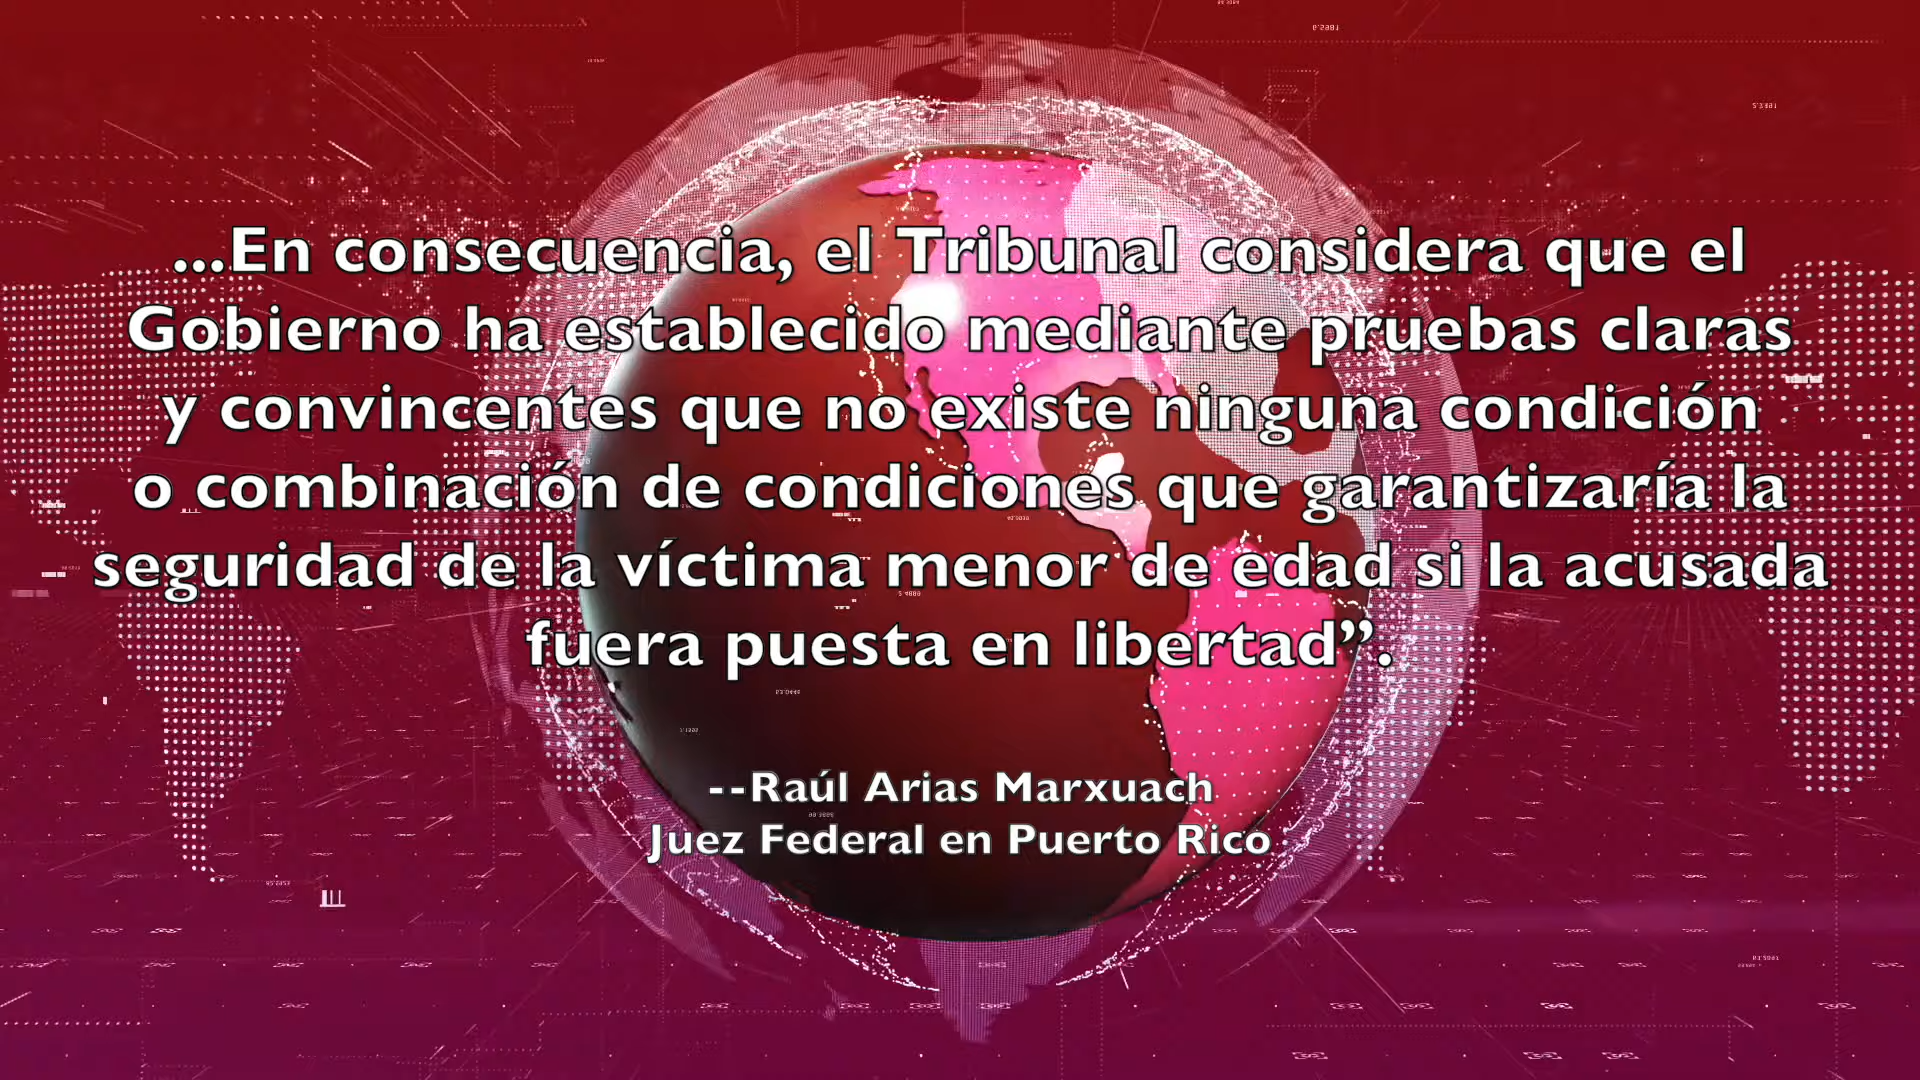 ...En consecuencia, el Tribunal considera que el
Gobierno ha establecido mediante pruebas claras
y convincentes que no existe ninguna condición
o combinación de condiciones que garantizaría la
seguridad de la víctima menor de edad si la acusada
fuera puesta en libertad”.
--Raúl Arias Marxuach
Juez Federal en Puerto Rico